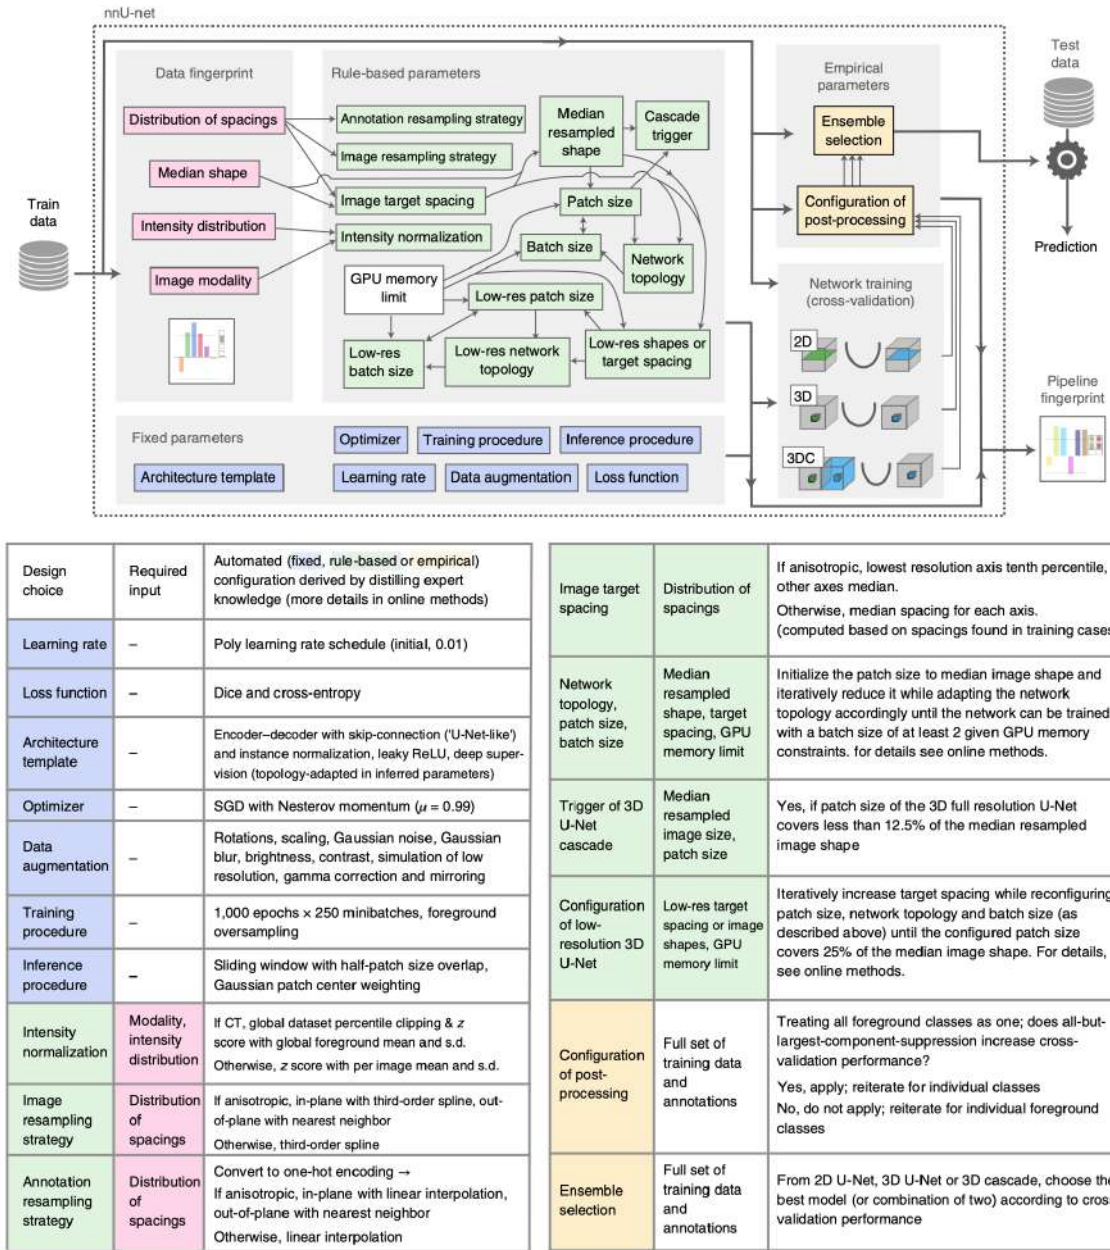 nnU-net
Data fingerprint
Distribution of spacings
Median shape
Intensity distribution
Image modality
Train
data
Rule-based parameters
Annotation resampling strategy
Image resampling strategy
Image target spacing
Intensity normalization
Median
resampled
shape
Cascade
trigger
Patch size
Batch size
Network
topology
GPU memory
limit
Low-res patch size
Low-res
batch size
Low-res network
topology
Low-res shapes or
target spacing
Empirical
parameters
Ensemble
selection
Configuration of
post-processing
Test
data
Prediction
Network training
(cross-validation)
2D
3D
3DC
Pipeline
fingerprint
Fixed parameters
Architecture template
Optimizer
Training procedure
Inference procedure
Learning rate
Data augmentation
Loss function
Design
choice
Required
input
Automated (fixed, rule-based or empirical)
configuration derived by distilling expert
knowledge (more details in online methods)
Learning rate
–
Poly learning rate schedule (initial, 0.01)
Loss function
–
Dice and cross-entropy
Architecture
template
–
Encoder–decoder with skip-connection ('U-Net-like')
and instance normalization, leaky ReLU, deep super-
vision (topology-adapted in inferred parameters)
Optimizer
–
SGD with Nesterov momentum (μ = 0.99)
Data
augmentation
–
Rotations, scaling, Gaussian noise, Gaussian
blur, brightness, contrast, simulation of low
resolution, gamma correction and mirroring
Training
procedure
–
1,000 epochs × 250 minibatches, foreground
oversampling
Inference
procedure
–
Sliding window with half-patch size overlap,
Gaussian patch center weighting
Intensity
normalization
Modality,
intensity
distribution
If CT, global dataset percentile clipping & z
score with global foreground mean and s.d.
Otherwise, z score with per image mean and s.d.
Image
resampling
strategy
Distribution
of
spacings
If anisotropic, in-plane with third-order spline, out-
of-plane with nearest neighbor
Otherwise, third-order spline
Annotation
resampling
strategy
Distribution
of
spacings
Convert to one-hot encoding →
If anisotropic, in-plane with linear interpolation,
out-of-plane with nearest neighbor
Otherwise, linear interpolation
Image target
spacing
Distribution of
spacings
If anisotropic, lowest resolution axis tenth percentile,
other axes median.
Otherwise, median spacing for each axis.
(computed based on spacings found in training cases
Network
topology,
patch size,
batch size
Median
resampled
shape, target
spacing, GPU
memory limit
Initialize the patch size to median image shape and
iteratively reduce it while adapting the network
topology accordingly until the network can be trained
with a batch size of at least 2 given GPU memory
constraints. for details see online methods.
Trigger of 3D
U-Net
cascade
Median
resampled
image size,
patch size
Yes, if patch size of the 3D full resolution U-Net
covers less than 12.5% of the median resampled
image shape
Configuration
of low-
resolution 3D
U-Net
Low-res target
spacing or image
shapes, GPU
memory limit
Iteratively increase target spacing while reconfiguring
patch size, network topology and batch size (as
described above) until the configured patch size
covers 25% of the median image shape. For details,
see online methods.
Configuration
of post-
processing
Full set of
training data
and
annotations
Treating all foreground classes as one; does all-but-
largest-component-suppression increase cross-
validation performance?
Yes, apply; reiterate for individual classes
No, do not apply; reiterate for individual foreground
classes
Ensemble
selection
Full set of
training data
and
annotations
From 2D U-Net, 3D U-Net or 3D cascade, choose the
best model (or combination of two) according to cross
validation performance